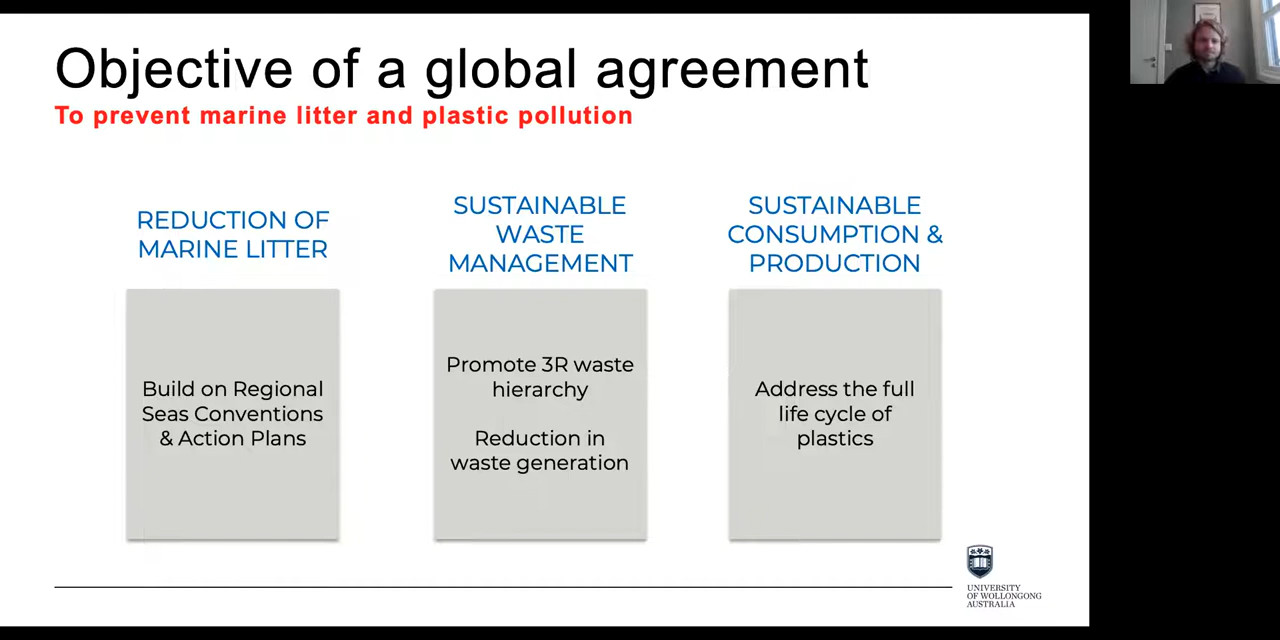 Objective of a global agreement
To prevent marine litter and plastic pollution
REDUCTION OF
MARINE LITTER
Build on Regional
Seas Conventions
& Action Plans
SUSTAINABLE
WASTE
MANAGEMENT
Promote 3R waste
hierarchy
Reduction in
waste generation
SUSTAINABLE
CONSUMPTION &
PRODUCTION
Address the full
life cycle of
plastics
UNIVERSITY
OF WOLLONGONG
AUSTRALIA